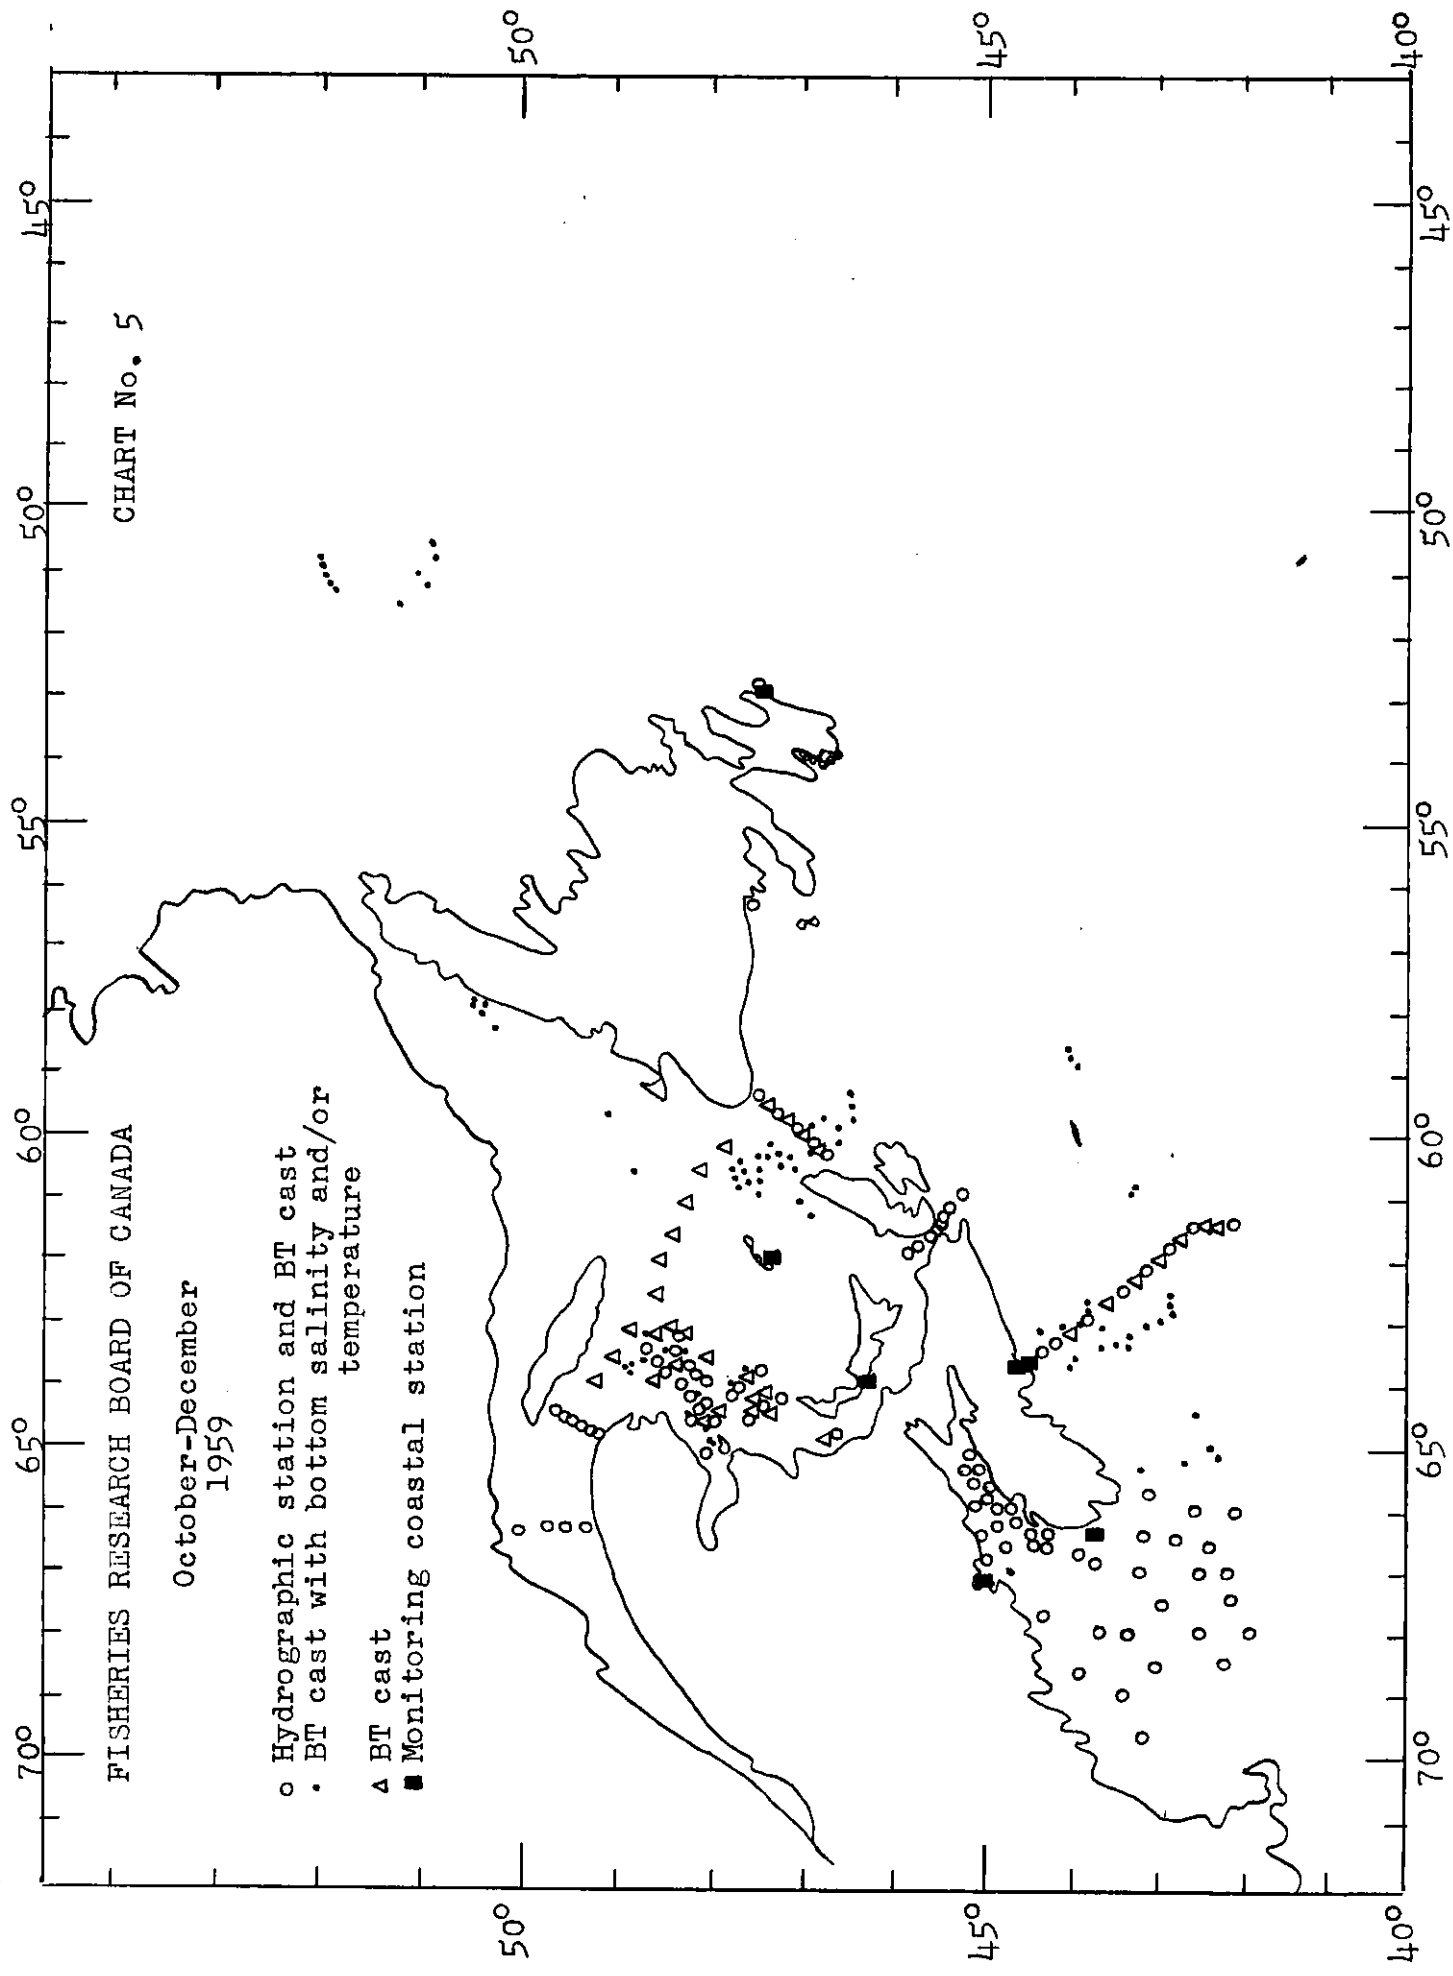 FISHERIES RESEARCH BOARD OF CANADA
October-December
1959
CHART No. 5
o Hydrographic station and BT cast
• BT cast with bottom salinity and/or
temperature
△ BT cast
■ Monitoring coastal station
70° 65° 60° 55° 50° 45°
50° 50°
45° 45°
40° 40°
70° 65° 60° 55° 50° 45°